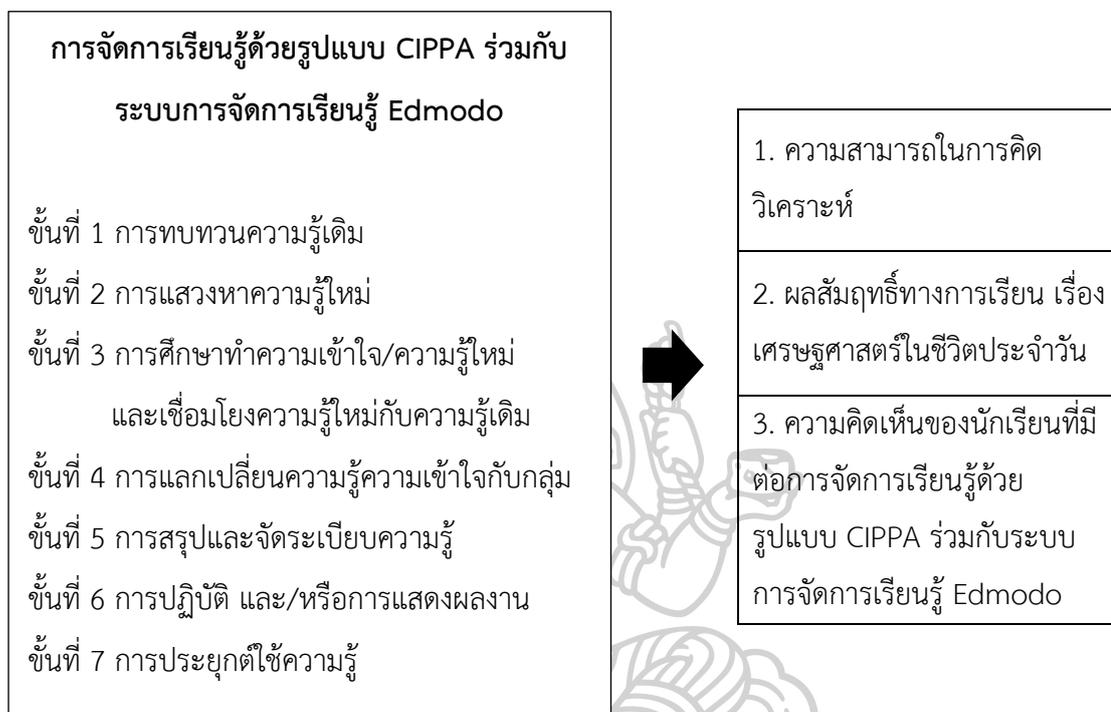 การจัดการเรียนรู้ด้วยรูปแบบ CIPPA ร่วมกับ
ระบบการจัดการเรียนรู้ Edmodo
ขั้นที่ 1 การทบทวนความรู้เดิม
ขั้นที่ 2 การแสวงหาความรู้ใหม่
ขั้นที่ 3 การศึกษาทำความเข้าใจ/ความรู้ใหม่
และเชื่อมโยงความรู้ใหม่กับความรู้เดิม
ขั้นที่ 4 การแลกเปลี่ยนความรู้ความเข้าใจกับกลุ่ม
ขั้นที่ 5 การสรุปและจัดระเบียบความรู้
ขั้นที่ 6 การปฏิบัติ และ/หรือการแสดงผลงาน
ขั้นที่ 7 การประยุกต์ใช้ความรู้
1. ความสามารถในการคิด
วิเคราะห์
2. ผลสัมฤทธิ์ทางการเรียน เรื่อง
เศรษฐศาสตร์ในชีวิตประจำวัน
3. ความคิดเห็นของนักเรียนที่มี
ต่อการจัดการเรียนรู้ด้วย
รูปแบบ CIPPA ร่วมกับระบบ
การจัดการเรียนรู้ Edmodo